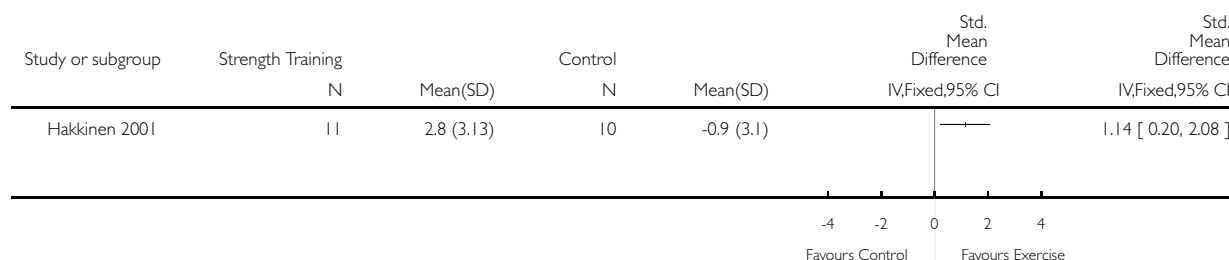 Std.
Mean
Difference
Std.
Mean
Difference
Study or subgroup Strength Training Control
N Mean(SD) N Mean(SD) IV,Fixed,95% CI IV,Fixed,95% CI
Hakkinen 2001 11 2.8 (3.13) 10 -0.9 (3.1) 1.14 [ 0.20, 2.08 ]
-4 -2 0 2 4
Favours Control Favours Exercise